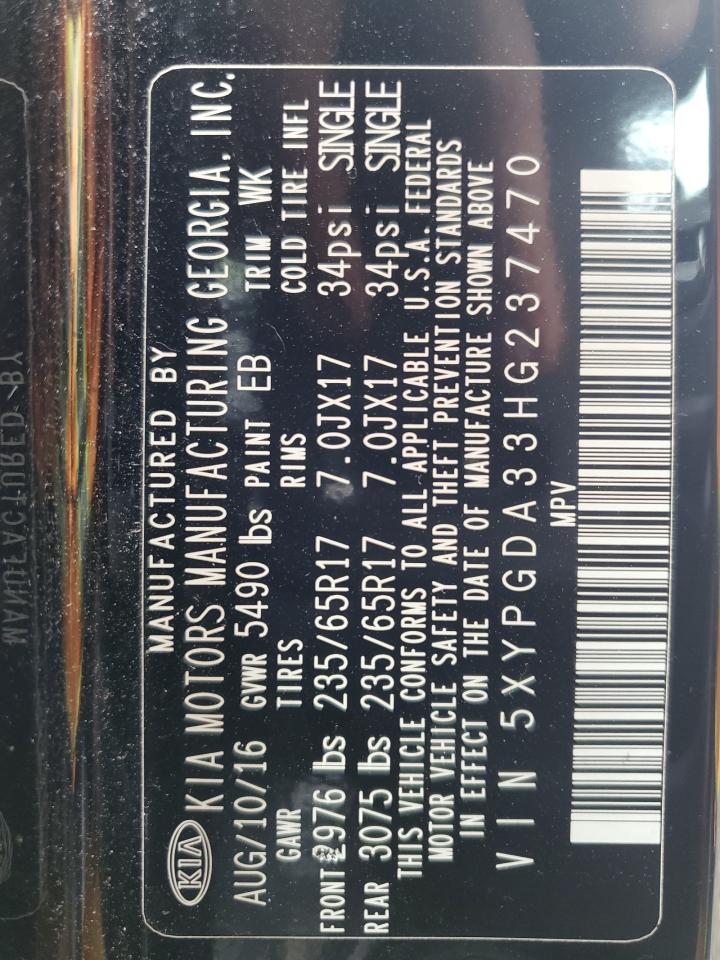 MANUFACTURED BY
KIA KIA MOTORS MANUFACTURING GEORGIA, INC.
AUG/10/16 GVWR 5490 lbs PAINT EB TRIM WK
GAWR TIRES RIMS COLD TIRE INFL
FRONT 2976 lbs 235/65R17 7.0JX17 34psi SINGLE
REAR 3075 lbs 235/65R17 7.0JX17 34psi SINGLE
THIS VEHICLE CONFORMS TO ALL APPLICABLE U.S.A. FEDERAL
MOTOR VEHICLE SAFETY AND THEFT PREVENTION STANDARDS
IN EFFECT ON THE DATE OF MANUFACTURE SHOWN ABOVE
VIN 5XYPGDA33HG237470
MPV
MANUFACTURED BY